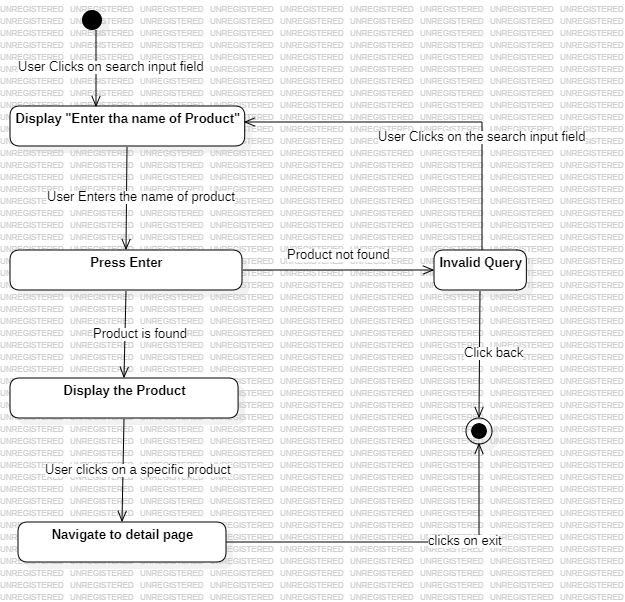 User Clicks on search input field
Display "Enter tha name of Product"
User Clicks on the search input field
User Enters the name of product
Product not found
Press Enter
Invalid Query
Product is found
Click back
Display the Product
User clicks on a specific product
Navigate to detail page
clicks on exit
UNREGISTERED